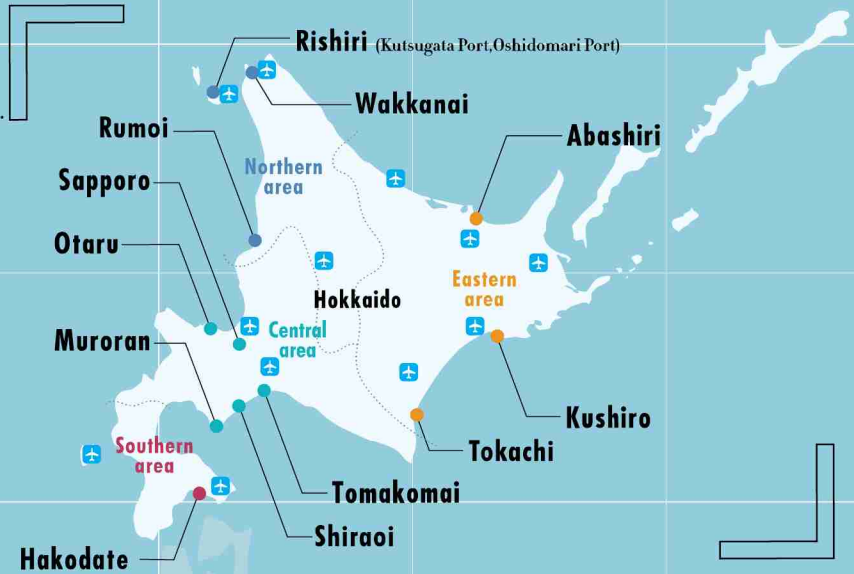 Rishiri (Kutsugata Port,Oshidomari Port)
Wakkanai
Rumoi
Abashiri
Northern
area
Sapporo
Otaru
Eastern
area
Hokkaido
Central
area
Muroran
Kushiro
Southern
area
Tokachi
Tomakomai
Shiraoi
Hakodate